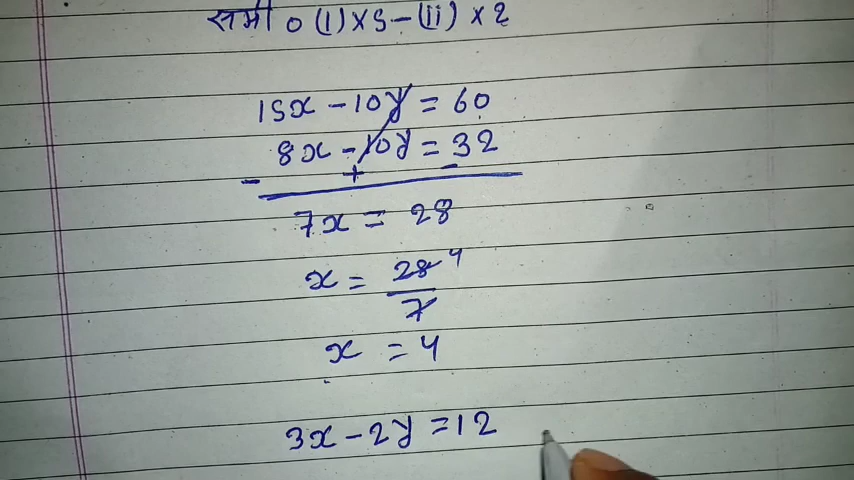 समी० (i) × 5 - (ii) × 2
15x - 10y = 60
8x - 10y = 32
- + -
7x = 28
x = 28/7 4
x = 4
3x - 2y = 12